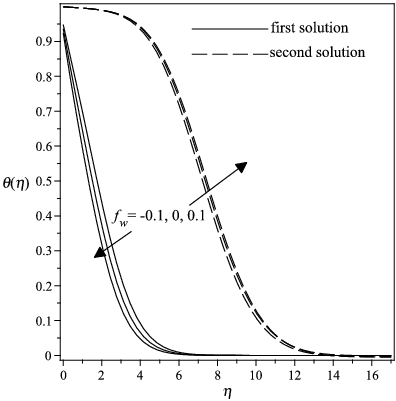 first solution
second solution
0.9
0.8
0.7
0.6
0.5
θ(η)
0.4
f_w = -0.1, 0, 0.1
0.3
0.2
0.1
0
0 2 4 6 8 10 12 14 16
η